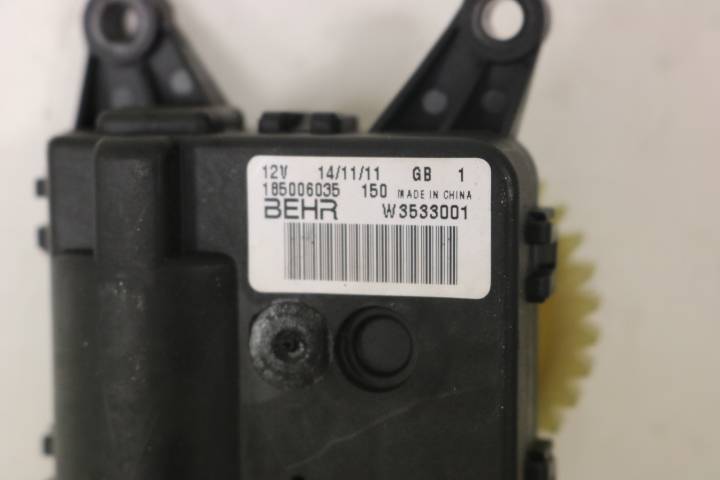 12V 14/11/11 GB 1
185006035 150 MADE IN CHINA
BEHR W3533001